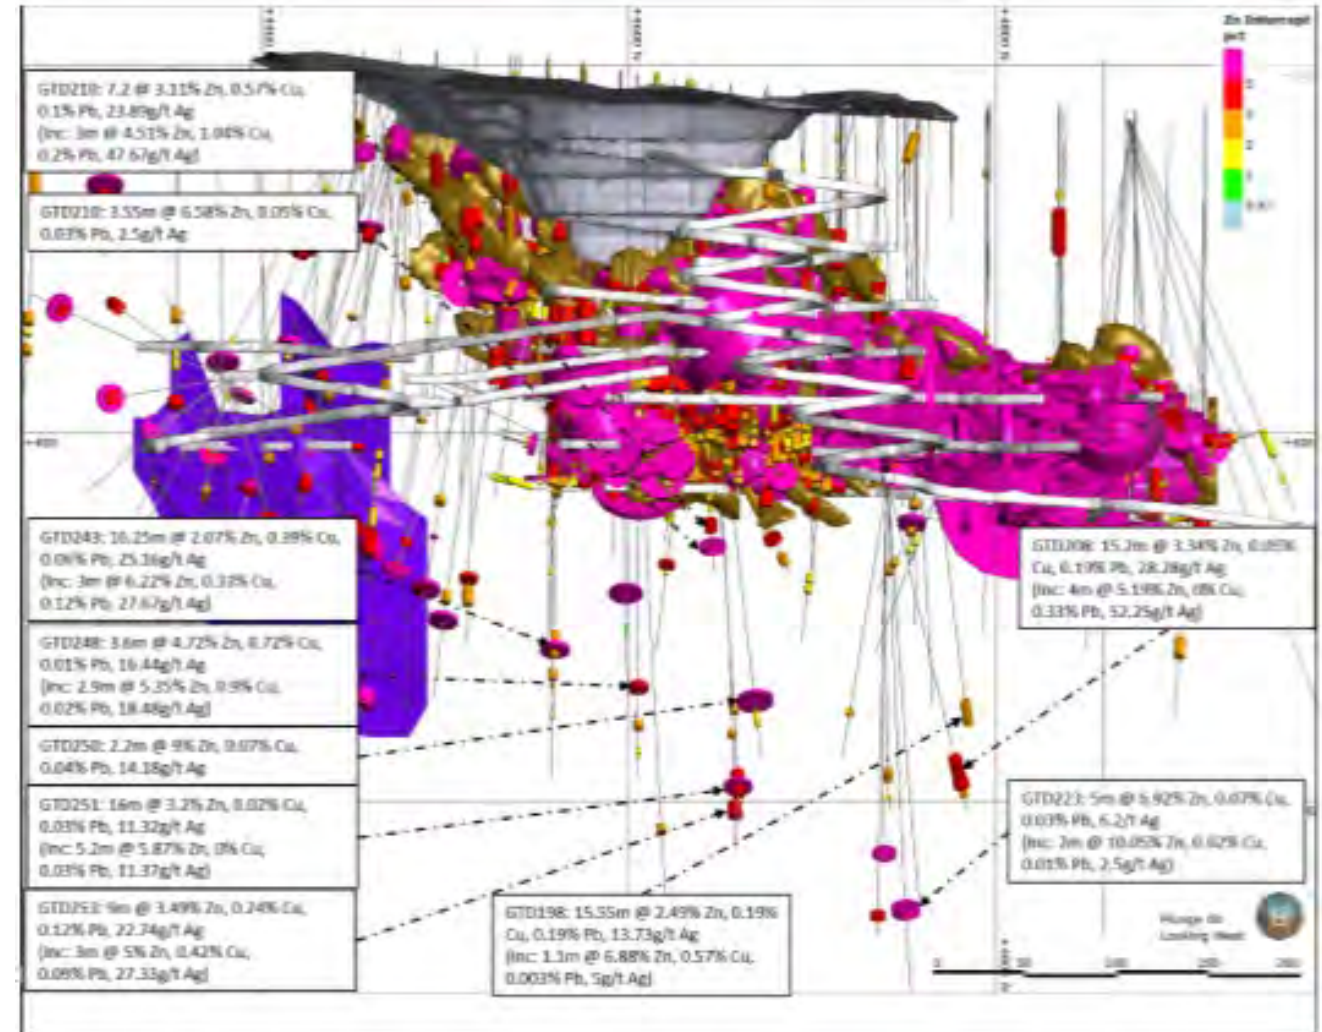 Zn
pct
GTD210: 7.2 @ 3.11% Zn, 0.57% Cu,
0.1% Pb, 23.89g/t Ag
(Inc: 3m @ 4.51% Zn, 1.04% Cu,
0.2% Pb, 47.67g/t Ag)
GTD210: 3.55m @ 6.58% Zn, 0.05% Cu,
0.03% Pb, 2.5g/t Ag
GTD243: 16.25m @ 2.07% Zn, 0.39% Cu,
0.06% Pb, 25.16g/t Ag
(Inc: 3m @ 6.22% Zn, 0.33% Cu,
0.12% Pb, 27.67g/t Ag)
GTD248: 3.6m @ 4.72% Zn, 0.72% Cu,
0.01% Pb, 16.44g/t Ag
(Inc: 2.9m @ 5.35% Zn, 0.9% Cu,
0.02% Pb, 18.48g/t Ag)
GTD250: 2.2m @ 9% Zn, 0.07% Cu,
0.04% Pb, 14.18g/t Ag
GTD251: 16m @ 3.2% Zn, 0.02% Cu,
0.03% Pb, 11.32g/t Ag
(Inc: 5.2m @ 5.87% Zn, 0% Cu,
0.03% Pb, 11.37g/t Ag)
GTD253: 9m @ 3.49% Zn, 0.24% Cu,
0.12% Pb, 22.74g/t Ag
(Inc: 3m @ 5% Zn, 0.42% Cu,
0.09% Pb, 27.33g/t Ag)
GTD198: 15.55m @ 2.49% Zn, 0.19%
Cu, 0.19% Pb, 13.73g/t Ag
(Inc: 1.1m @ 6.88% Zn, 0.57% Cu,
0.003% Pb, 5g/t Ag)
GTD208: 15.2m @ 3.34% Zn, 0.05%
Cu, 0.19% Pb, 28.28g/t Ag
(Inc: 4m @ 5.19% Zn, 0% Cu,
0.33% Pb, 52.25g/t Ag)
GTD223: 5m @ 6.92% Zn, 0.07% Cu,
0.03% Pb, 6.2/t Ag
(Inc: 2m @ 10.05% Zn, 0.02% Cu,
0.01% Pb, 2.5g/t Ag)
Plunge 00
Looking West
0 50 100 150 200